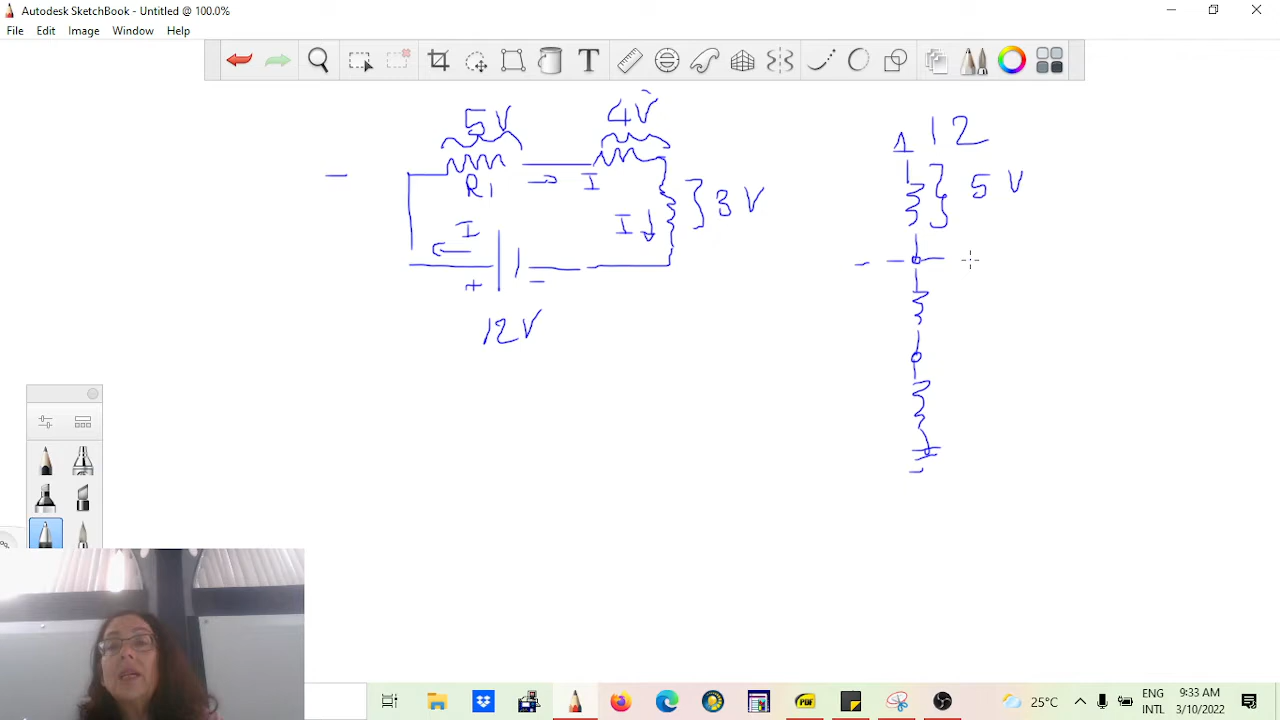 Autodesk SketchBook - Untitled @ 100.0%
File Edit Image Window Help
5V
4V
R1
I
I
I
3 V
+
-
12V
12
5 V
ENG
INTL
25°C
9:33 AM
3/10/2022